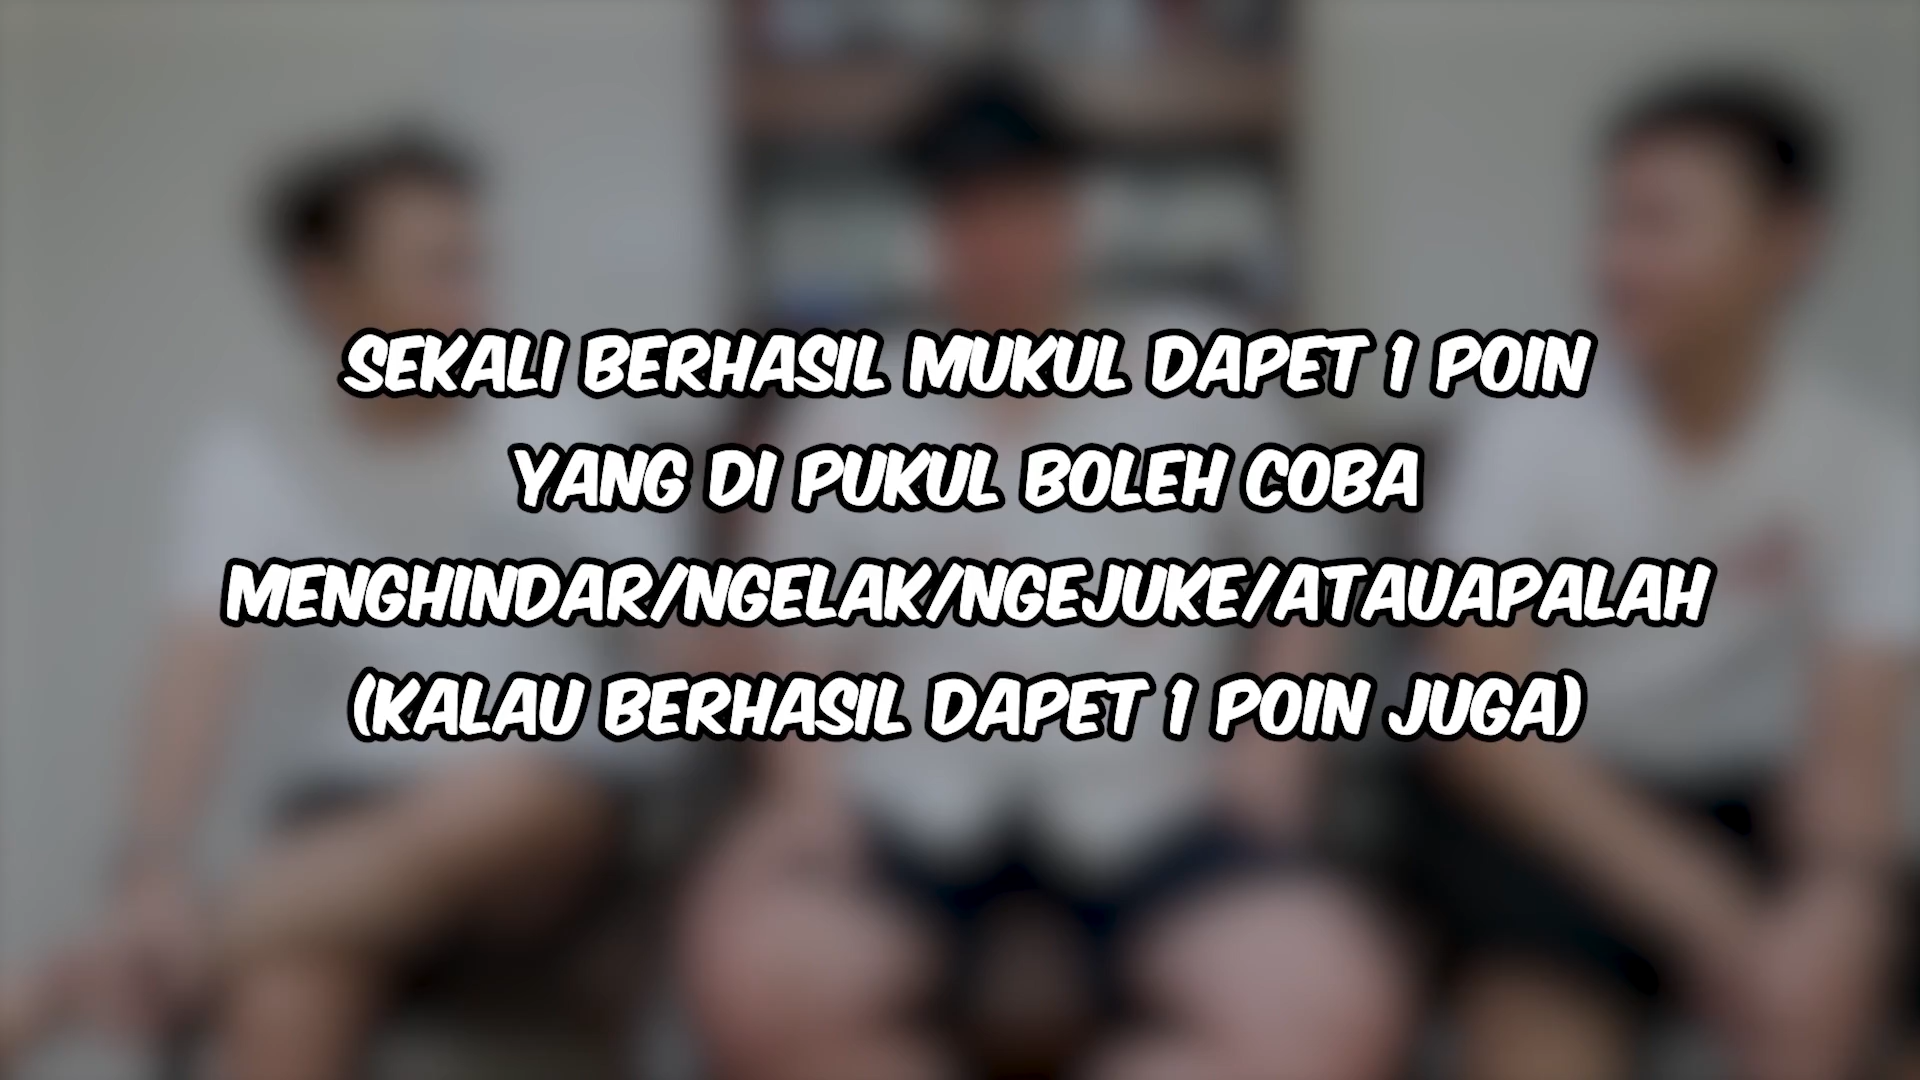 SEKALI BERHASIL MUKUL DAPET 1 POIN
YANG DI PUKUL BOLEH COBA
MENGHINDAR/NGELAK/NGEJUKE/ATAUAPALAH
(KALAU BERHASIL DAPET 1 POIN JUGA)